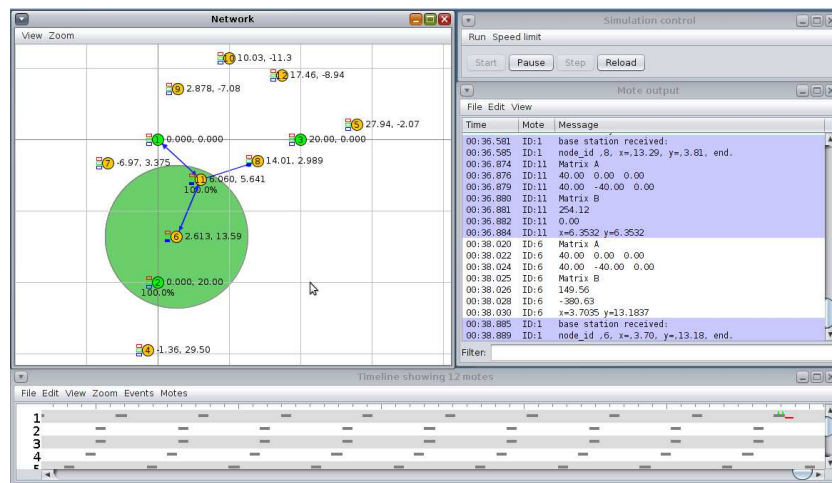 Network
View Zoom
10 10.03, -11.3
12 17.46, -8.94
9 2.878, -7.08
5 27.94, -2.07
1 0.000, 0.000
3 20.00, 0.000
7 -6.97, 3.375
8 14.01, 2.989
11 6.060, 5.641
100.0%
6 2.613, 13.59
2 0.000, 20.00
100.0%
4 -1.36, 29.50
Simulation control
Run Speed limit
Start Pause Step Reload
Mote output
File Edit View
Time Mote Message
00:36.581 ID:1 base station received:
00:36.585 ID:1 node_id ,8, x=,13.29, y=,3.81, end.
00:36.874 ID:11 Matrix A
00:36.876 ID:11 40.00 0.00 0.00
00:36.879 ID:11 40.00 -40.00 0.00
00:36.880 ID:11 Matrix B
00:36.881 ID:11 254.12
00:36.882 ID:11 0.00
00:36.884 ID:11 x=6.3532 y=6.3532
00:38.020 ID:6 Matrix A
00:38.022 ID:6 40.00 0.00 0.00
00:38.024 ID:6 40.00 -40.00 0.00
00:38.025 ID:6 Matrix B
00:38.026 ID:6 149.56
00:38.028 ID:6 -380.63
00:38.030 ID:6 x=3.7035 y=13.1837
00:38.885 ID:1 base station received:
00:38.889 ID:1 node_id ,6, x=,3.70, y=,13.18, end.
Filter:
Timeline showing 12 motes
File Edit View Zoom Events Motes
1
2
3
4